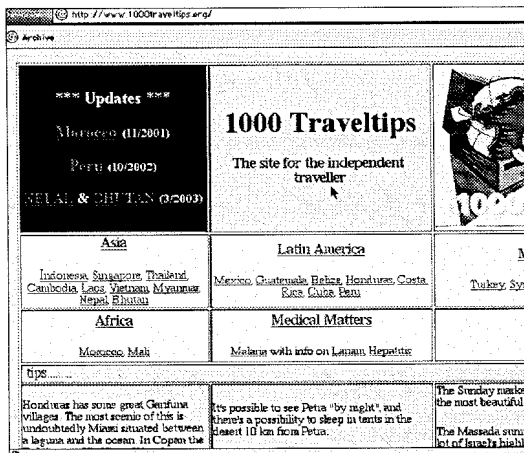 http://www.1000traveltips.org/
Archive
*** Updates ***
Marocco (11/2001)
Peru (10/2002)
NEPAL & BHUTAN (3/2003)
1000 Traveltips
The site for the independent
traveller
1000
Asia
Indonesia, Singapore, Thailand,
Cambodia, Laos, Vietnam, Myanmar,
Nepal, Bhutan
Latin America
Mexico, Guatemala, Belize, Honduras, Costa
Rica, Cuba, Peru
M
Turkey, Sy
Africa
Morocco, Mali
Medical Matters
Malaria with info on Lariam, Hepatitis
tips........
Honduras has some great Garifuna
villages. The most scenic of this is
undoubtedly Miami situated between
a laguna and the ocean. In Copan the
It's possible to see Petra "by night", and
there's a possibility to sleep in tents in the
desert 10 km from Petra.
The Sunday marke
the most beautiful
The Massada sunr
lot of Israel's highl